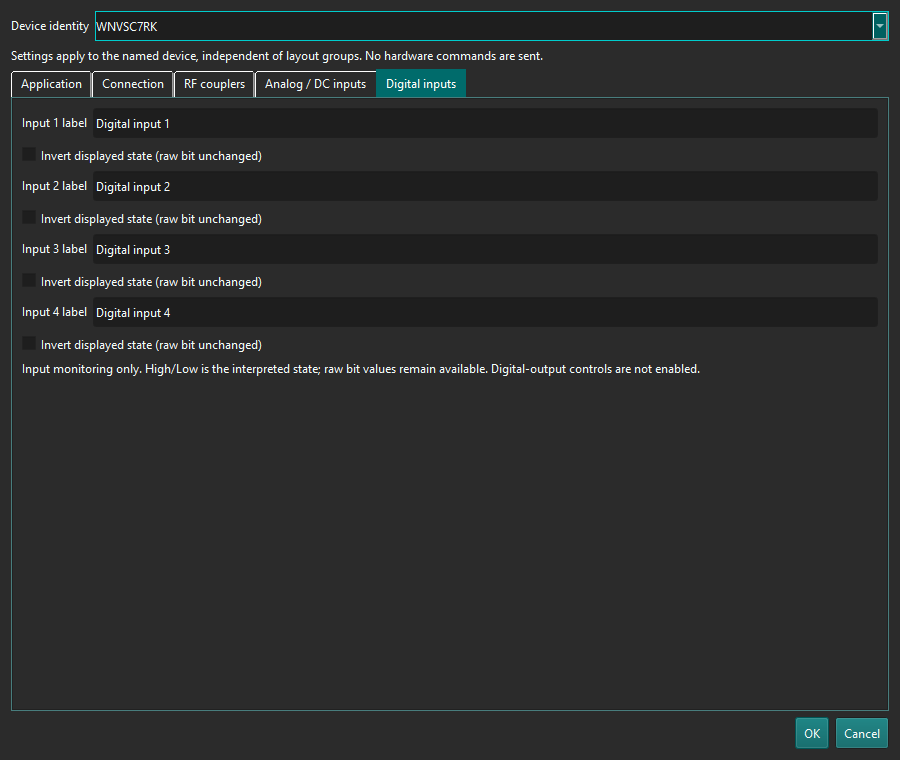 Device identity WNVSC7RK
Settings apply to the named device, independent of layout groups. No hardware commands are sent.
Application Connection RF couplers Analog / DC inputs Digital inputs
Input 1 label Digital input 1
Invert displayed state (raw bit unchanged)
Input 2 label Digital input 2
Invert displayed state (raw bit unchanged)
Input 3 label Digital input 3
Invert displayed state (raw bit unchanged)
Input 4 label Digital input 4
Invert displayed state (raw bit unchanged)
Input monitoring only. High/Low is the interpreted state; raw bit values remain available. Digital-output controls are not enabled.
OK Cancel